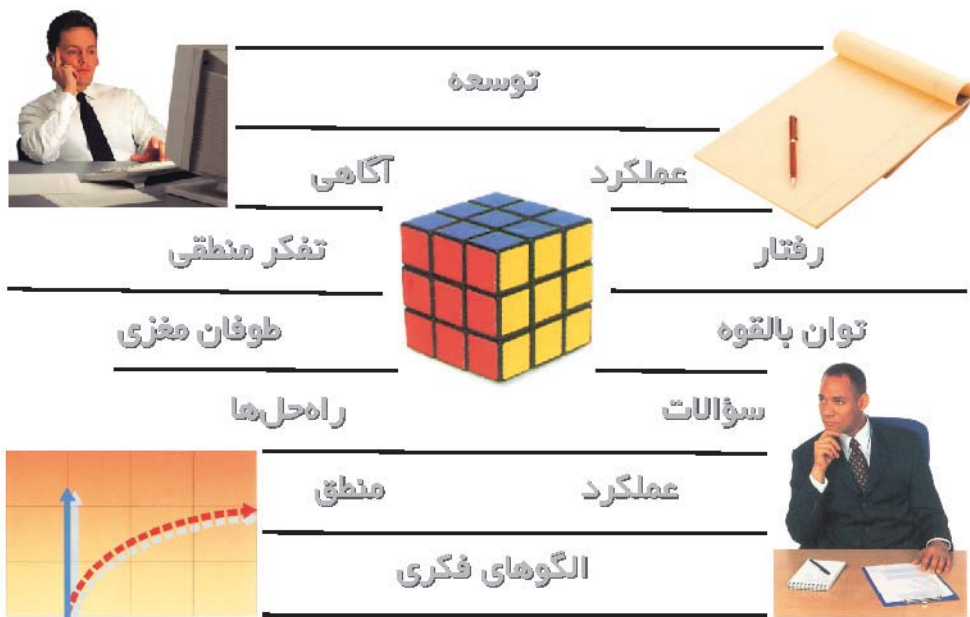 توسعه
عملکرد آگاهی
رفتار تفکر منطقی
توان بالقوه طوفان مغزی
سؤالات راه‌حل‌ها
عملکرد منطق
الگوهای فکری